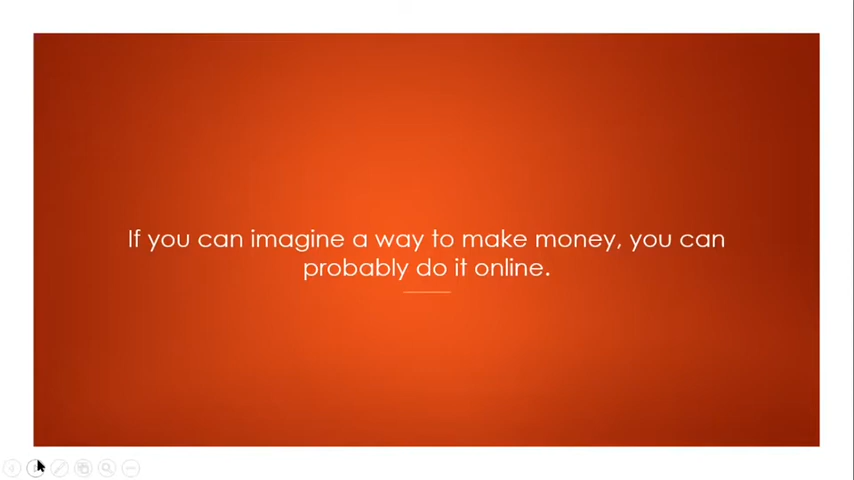 If you can imagine a way to make money, you can
probably do it online.